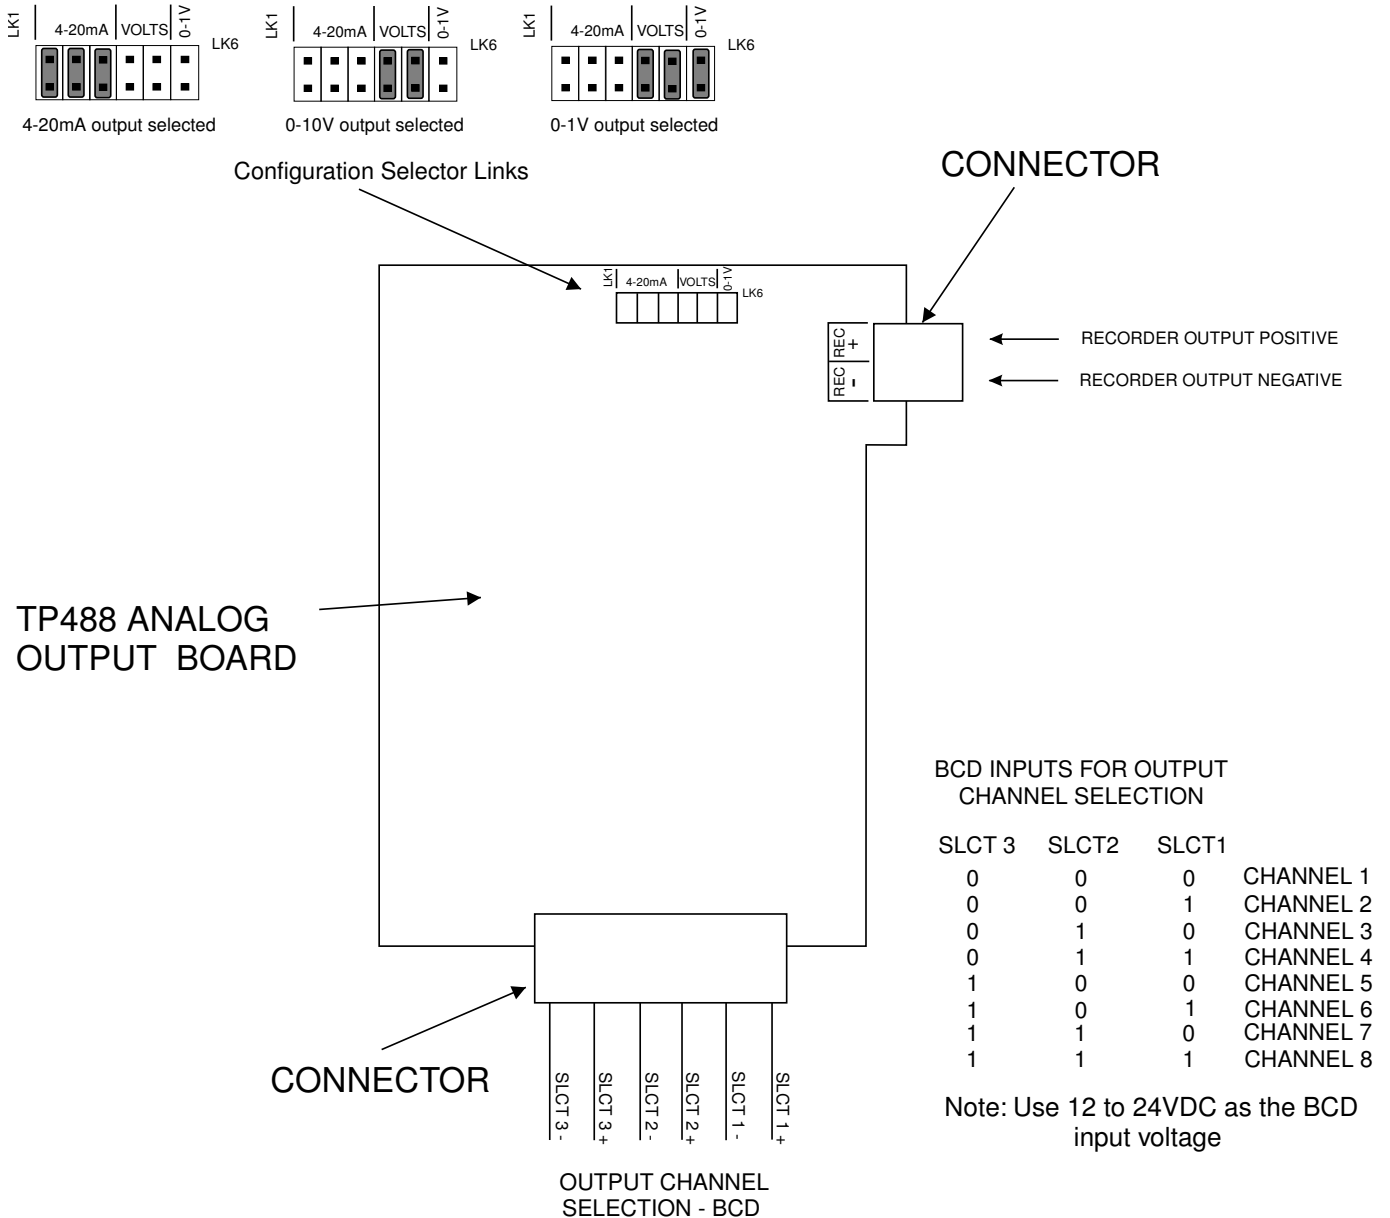 LK1 4-20mA VOLTS 0-1V LK6
4-20mA output selected
LK1 4-20mA VOLTS 0-1V LK6
0-10V output selected
LK1 4-20mA VOLTS 0-1V LK6
0-1V output selected
Configuration Selector Links
CONNECTOR
LK1 4-20mA VOLTS 0-1V LK6
REC +
REC -
RECORDER OUTPUT POSITIVE
RECORDER OUTPUT NEGATIVE
TP488 ANALOG
OUTPUT BOARD
BCD INPUTS FOR OUTPUT
CHANNEL SELECTION
SLCT 3 SLCT2 SLCT1
0 0 0 CHANNEL 1
0 0 1 CHANNEL 2
0 1 0 CHANNEL 3
0 1 1 CHANNEL 4
1 0 0 CHANNEL 5
1 0 1 CHANNEL 6
1 1 0 CHANNEL 7
1 1 1 CHANNEL 8
Note: Use 12 to 24VDC as the BCD
input voltage
CONNECTOR
SLCT 3 -
SLCT 3 +
SLCT 2 -
SLCT 2 +
SLCT 1 -
SLCT 1 +
OUTPUT CHANNEL
SELECTION - BCD